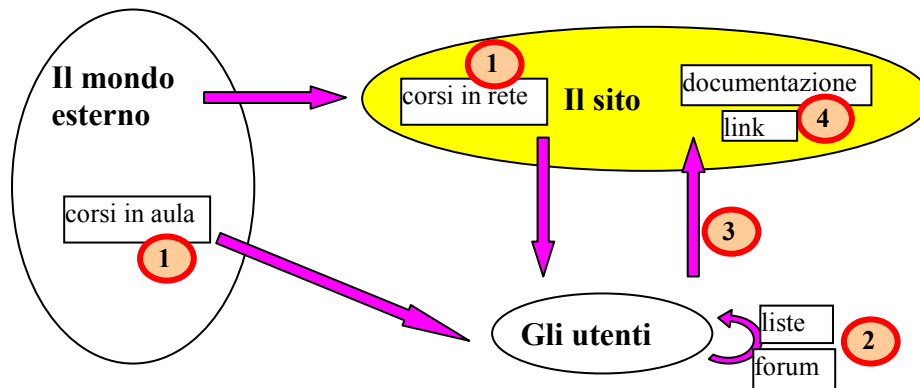 Il mondo
esterno
corsi in aula
1
1
corsi in rete
Il sito
documentazione
link
4
3
Gli utenti
liste
forum
2